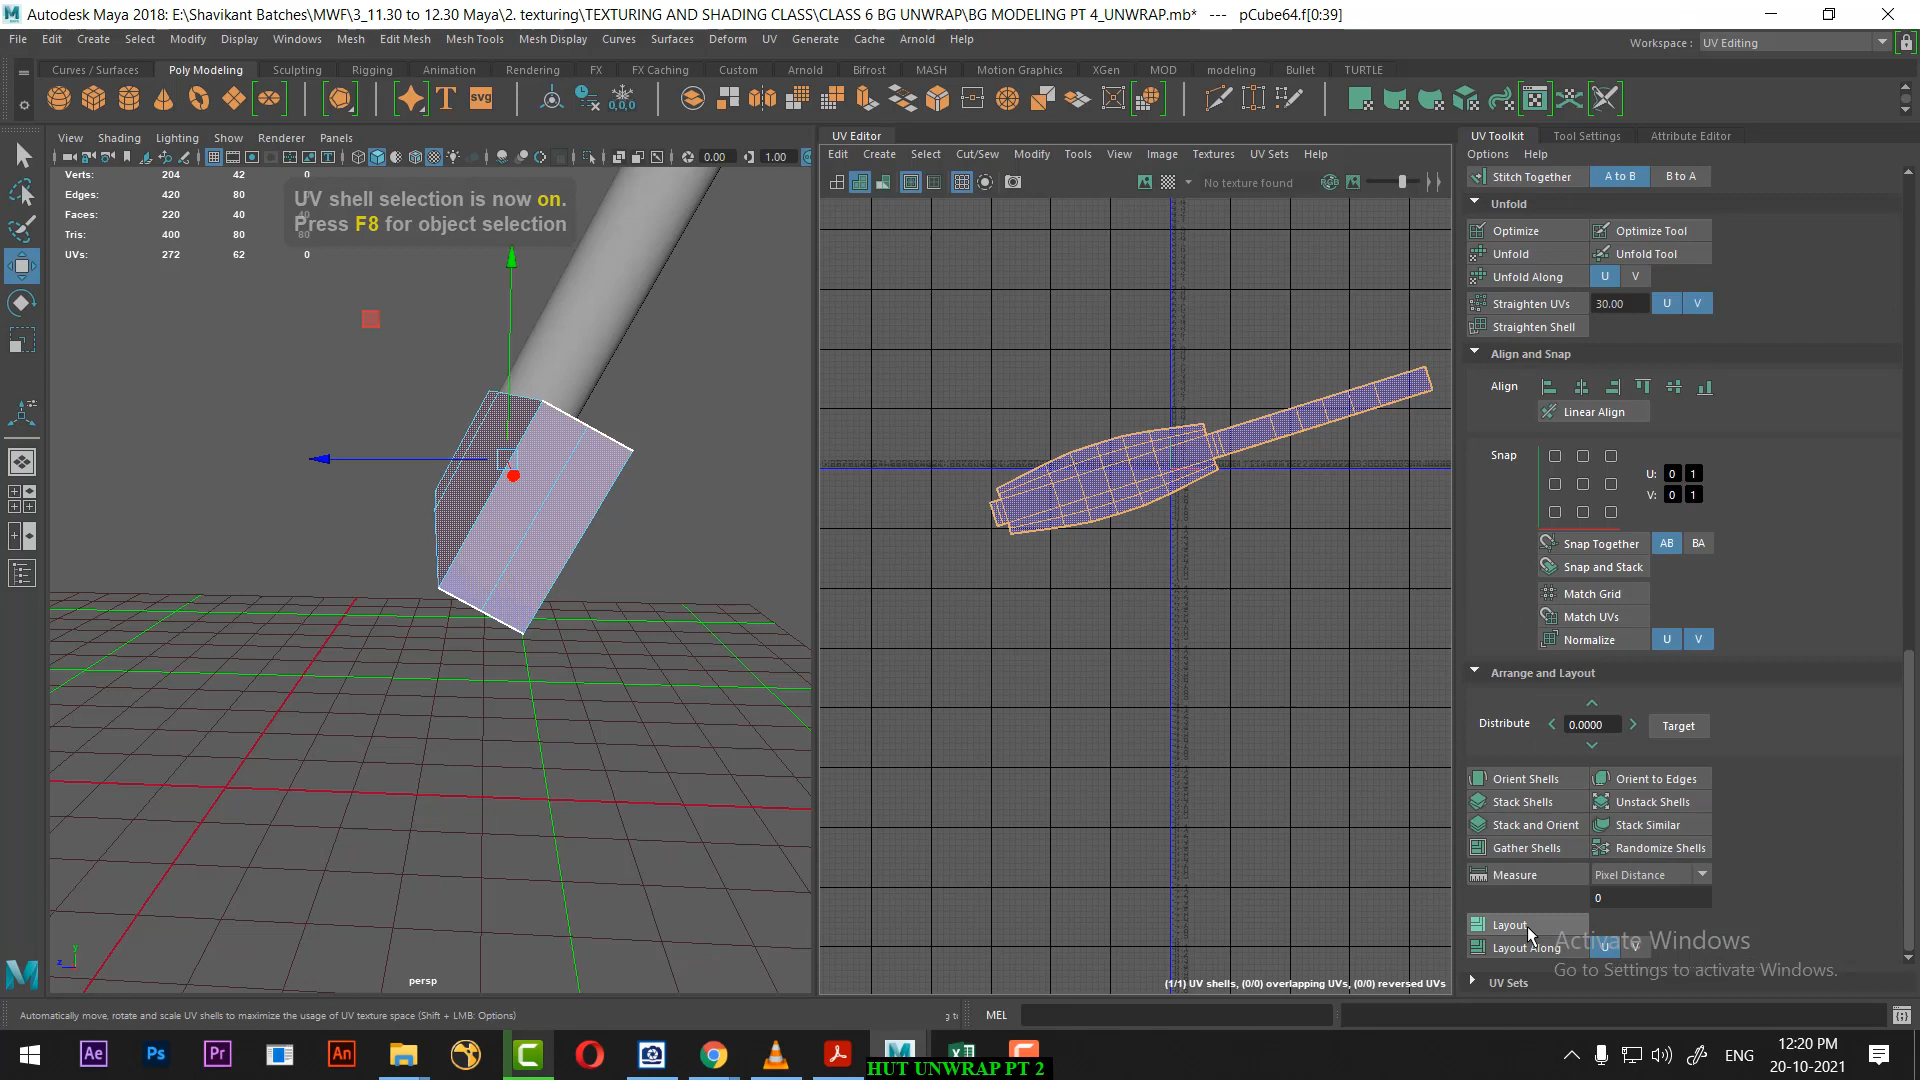 Autodesk Maya 2018: E:\Shavikant Batches\MWF\3_11.30 to 12.30 Maya\2. texturing\TEXTURING AND SHADING CLASS\CLASS 6 BG UNWRAP\BG MODELING PT 4_UNWRAP.mb* --- pCube64.f[0:39]
File Edit Create Select Modify Display Windows Mesh Edit Mesh Mesh Tools Mesh Display Curves Surfaces Deform UV Generate Cache Arnold Help
Workspace : UV Editing
Curves / Surfaces Poly Modeling Sculpting Rigging Animation Rendering FX FX Caching Custom Arnold Bifrost MASH Motion Graphics XGen MOD modeling Bullet TURTLE
T svg 0,0,0
View Shading Lighting Show Renderer Panels
0.00 1.00
Verts: 204 42 0
Edges: 420 80 0
Faces: 220 40
Tris: 400 80
UVs: 272 62 0
UV shell selection is now on.
Press F8 for object selection
persp
y
z
UV Editor
Edit Create Select Cut/Sew Modify Tools View Image Textures UV Sets Help
No texture found
RGB
(1/1) UV shells, (0/0) overlapping UVs, (0/0) reversed UVs
UV Toolkit Tool Settings Attribute Editor
Options Help
Stitch Together A to B B to A
Unfold
Optimize Optimize Tool
Unfold Unfold Tool
Unfold Along U V
Straighten UVs 30.00 U V
Straighten Shell
Align and Snap
Align
Linear Align
Snap
U: 0 1
V: 0 1
Snap Together AB BA
Snap and Stack
Match Grid
Match UVs
Normalize U V
Arrange and Layout
Distribute 0.0000 Target
Orient Shells Orient to Edges
Stack Shells Unstack Shells
Stack and Orient Stack Similar
Gather Shells Randomize Shells
Measure Pixel Distance
0
Layout
Layout Along U V
UV Sets
Activate Windows
Go to Settings to activate Windows.
Automatically move, rotate and scale UV shells to maximize the usage of UV texture space (Shift + LMB: Options)
MEL
Ae Ps Pr An
HUT UNWRAP PT 2
ENG
12:20 PM
20-10-2021